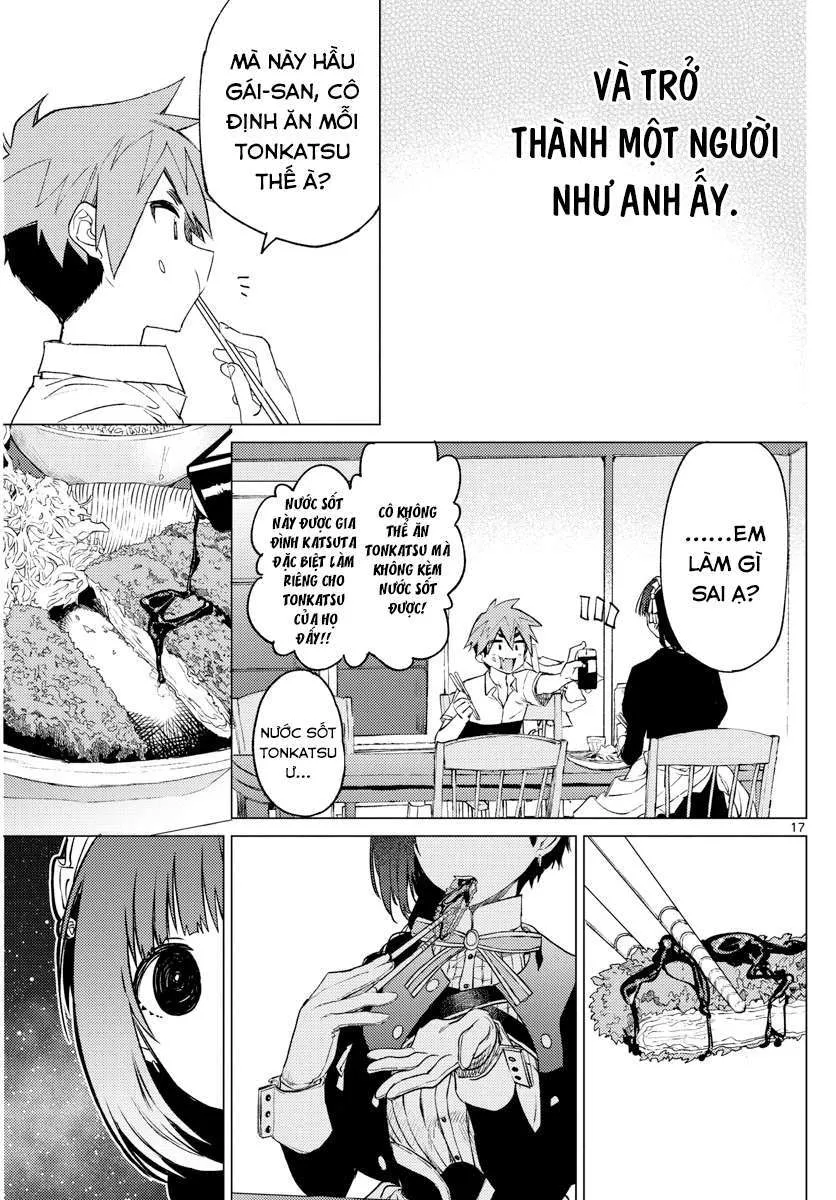 VÀ TRỞ
THÀNH MỘT NGƯỜI
NHƯ ANH ẤY.
MÀ NÀY HẦU
GÁI-SAN, CÔ
ĐỊNH ĂN MỖI
TONKATSU
THẾ À?
......EM
LÀM GÌ
SAI Ạ?
CÔ KHÔNG
THỂ ĂN
TONKATSU MÀ
KHÔNG KÈM
NƯỚC SỐT
ĐƯỢC!
NƯỚC SỐT
NÀY ĐƯỢC GIA
ĐÌNH KATSUTA
ĐẶC BIỆT LÀM
RIÊNG CHO
TONKATSU
CỦA HỌ
ĐẤY!!
NƯỚC SỐT
TONKATSU
Ư...
17